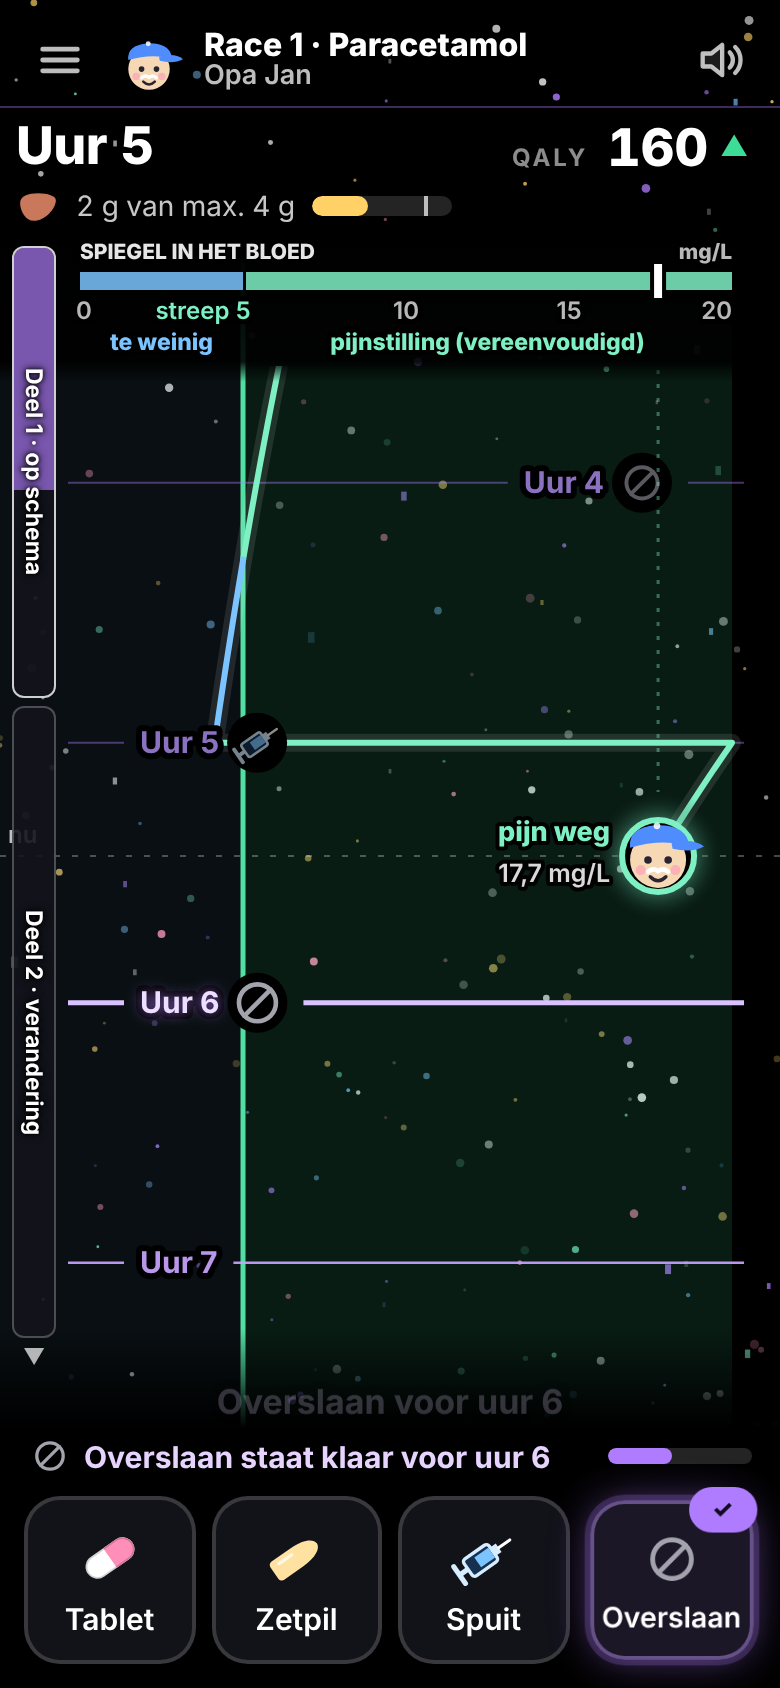 Race 1 · Paracetamol
Opa Jan
Uur 5
QALY 160
2 g van max. 4 g
SPIEGEL IN HET BLOED mg/L
0 streep 5 10 15 20
te weinig pijnstilling (vereenvoudigd)
Deel 1 · op schema
Uur 4
Uur 5
nu
pijn weg
17,7 mg/L
Deel 2 · verandering
Uur 6
Uur 7
Overslaan voor uur 6
Overslaan staat klaar voor uur 6
Tablet Zetpil Spuit Overslaan